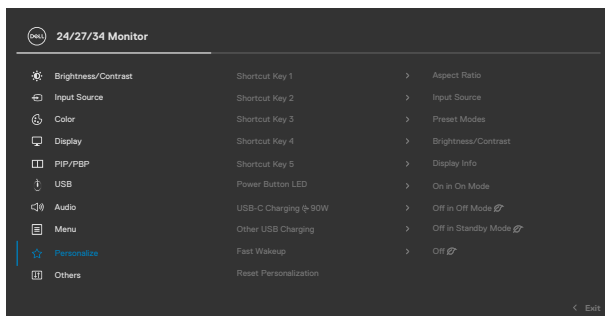 DELL 24/27/34 Monitor
Brightness/Contrast Shortcut Key 1 > Aspect Ratio
Input Source Shortcut Key 2 > Input Source
Color Shortcut Key 3 > Preset Modes
Display Shortcut Key 4 > Brightness/Contrast
PIP/PBP Shortcut Key 5 > Display Info
USB Power Button LED > On in On Mode
Audio USB-C Charging 90W > Off in Off Mode
Menu Other USB Charging > Off in Standby Mode
Personalize Fast Wakeup > Off
Others Reset Personalization
< Exit